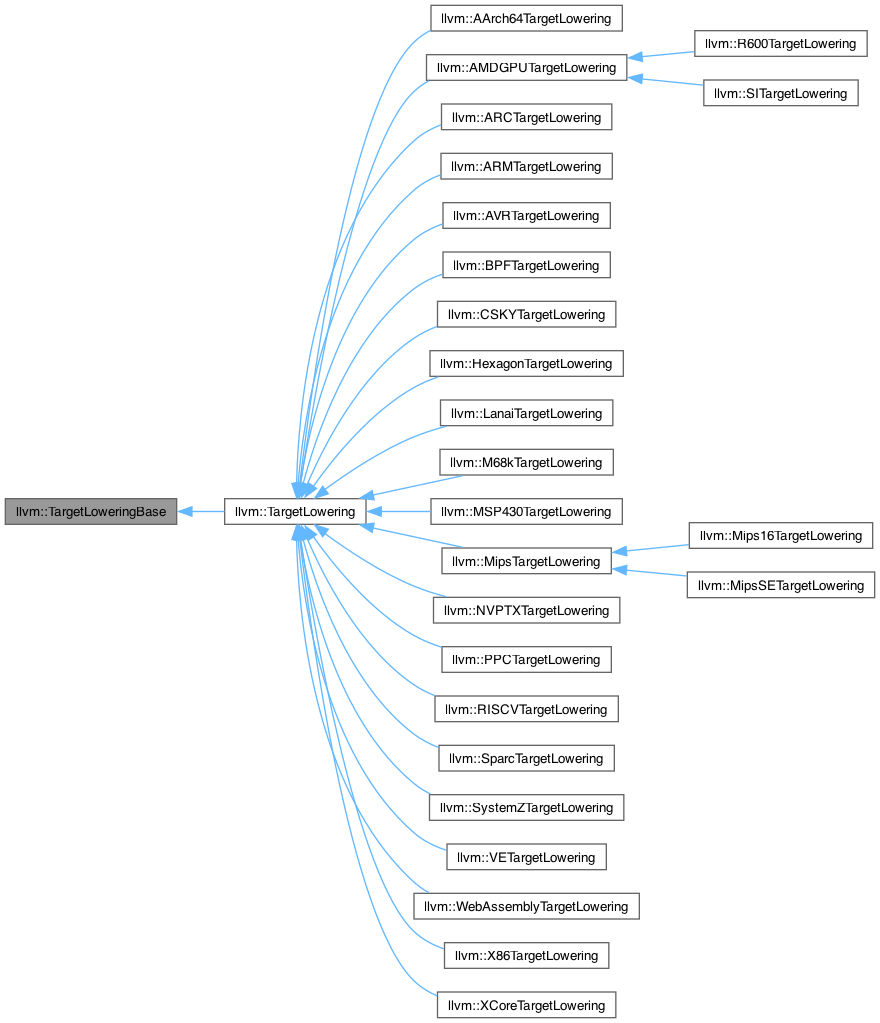 llvm::TargetLoweringBase
llvm::TargetLowering
llvm::AArch64TargetLowering
llvm::AMDGPUTargetLowering
llvm::R600TargetLowering
llvm::SITargetLowering
llvm::ARCTargetLowering
llvm::ARMTargetLowering
llvm::AVRTargetLowering
llvm::BPFTargetLowering
llvm::CSKYTargetLowering
llvm::HexagonTargetLowering
llvm::LanaiTargetLowering
llvm::M68kTargetLowering
llvm::MSP430TargetLowering
llvm::MipsTargetLowering
llvm::Mips16TargetLowering
llvm::MipsSETargetLowering
llvm::NVPTXTargetLowering
llvm::PPCTargetLowering
llvm::RISCVTargetLowering
llvm::SparcTargetLowering
llvm::SystemZTargetLowering
llvm::VETargetLowering
llvm::WebAssemblyTargetLowering
llvm::X86TargetLowering
llvm::XCoreTargetLowering